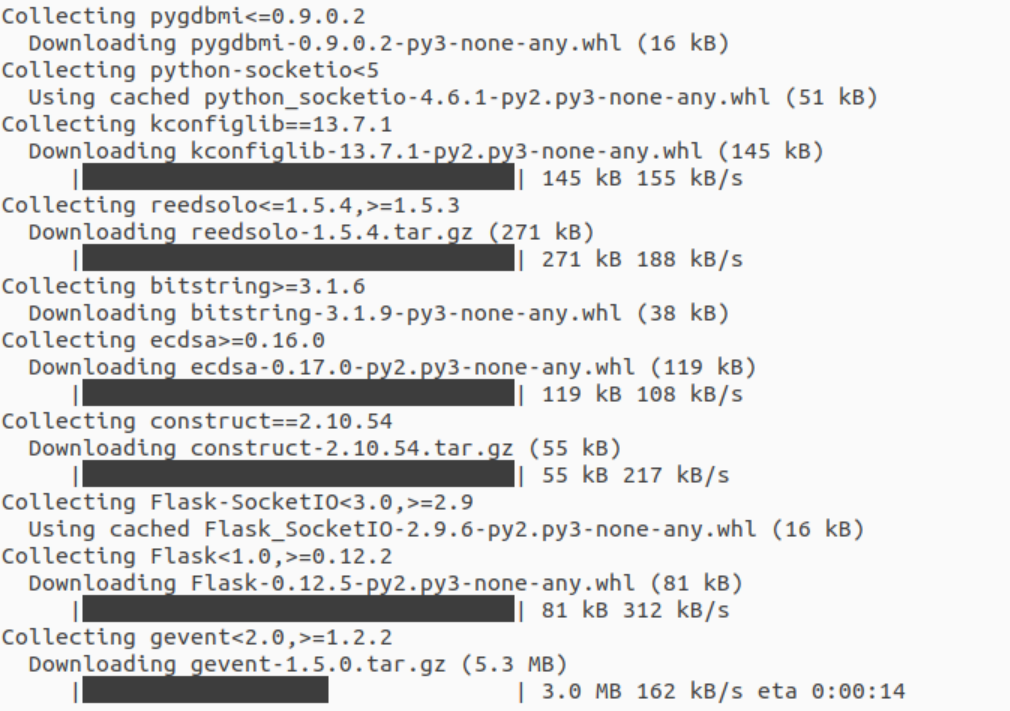 Collecting pygdbmi<=0.9.0.2
  Downloading pygdbmi-0.9.0.2-py3-none-any.whl (16 kB)
Collecting python-socketio<5
  Using cached python_socketio-4.6.1-py2.py3-none-any.whl (51 kB)
Collecting kconfiglib==13.7.1
  Downloading kconfiglib-13.7.1-py2.py3-none-any.whl (145 kB)
     |████████████████████████████████| 145 kB 155 kB/s
Collecting reedsolo<=1.5.4,>=1.5.3
  Downloading reedsolo-1.5.4.tar.gz (271 kB)
     |████████████████████████████████| 271 kB 188 kB/s
Collecting bitstring>=3.1.6
  Downloading bitstring-3.1.9-py3-none-any.whl (38 kB)
Collecting ecdsa>=0.16.0
  Downloading ecdsa-0.17.0-py2.py3-none-any.whl (119 kB)
     |████████████████████████████████| 119 kB 108 kB/s
Collecting construct==2.10.54
  Downloading construct-2.10.54.tar.gz (55 kB)
     |████████████████████████████████| 55 kB 217 kB/s
Collecting Flask-SocketIO<3.0,>=2.9
  Using cached Flask_SocketIO-2.9.6-py2.py3-none-any.whl (16 kB)
Collecting Flask<1.0,>=0.12.2
  Downloading Flask-0.12.5-py2.py3-none-any.whl (81 kB)
     |████████████████████████████████| 81 kB 312 kB/s
Collecting gevent<2.0,>=1.2.2
  Downloading gevent-1.5.0.tar.gz (5.3 MB)
     |██████████████████              | 3.0 MB 162 kB/s eta 0:00:14